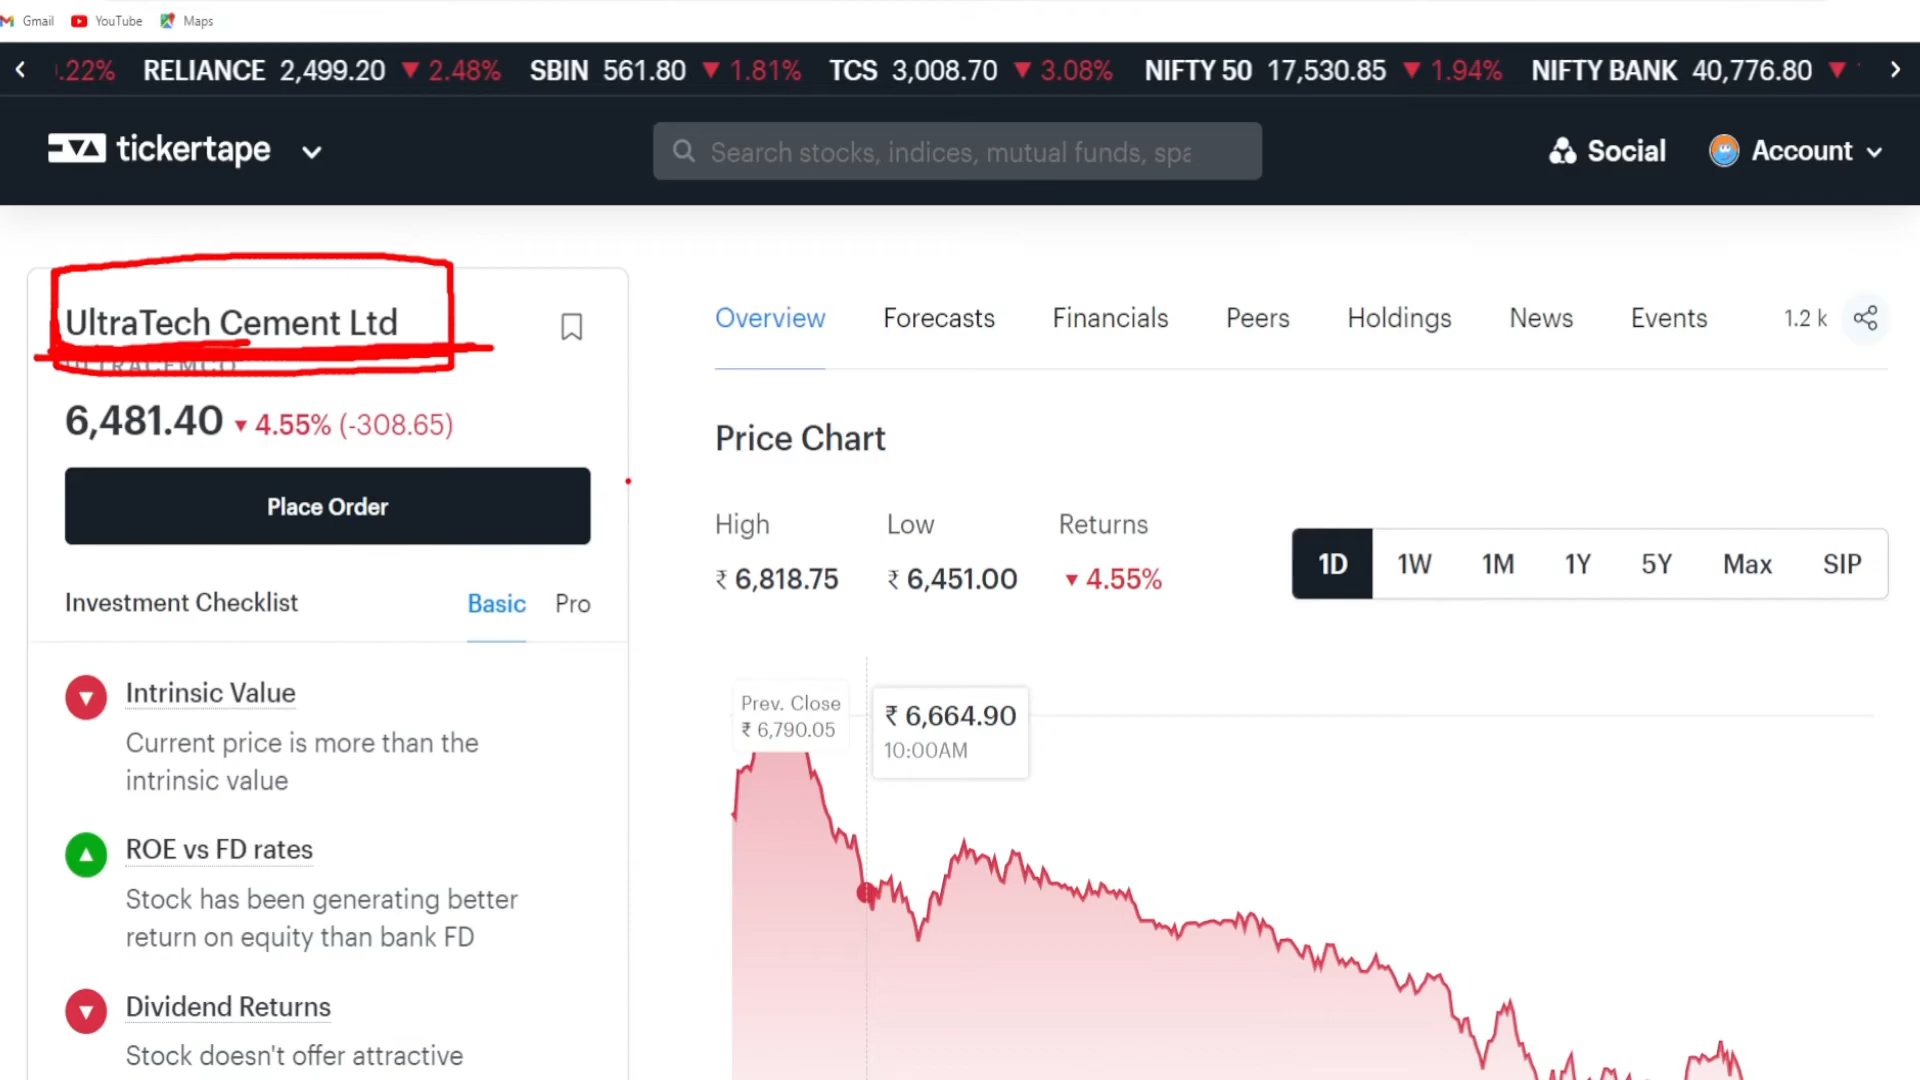 Gmail YouTube Maps
.22% RELIANCE 2,499.20 ▼ 2.48% SBIN 561.80 ▼ 1.81% TCS 3,008.70 ▼ 3.08% NIFTY 50 17,530.85 ▼ 1.94% NIFTY BANK 40,776.80 ▼
tickertape
Search stocks, indices, mutual funds, spa
Social
Account
UltraTech Cement Ltd
ULTRACEMCO
6,481.40 ▼ 4.55% (-308.65)
Place Order
Investment Checklist Basic Pro
Intrinsic Value
Current price is more than the
intrinsic value
ROE vs FD rates
Stock has been generating better
return on equity than bank FD
Dividend Returns
Stock doesn't offer attractive
Overview Forecasts Financials Peers Holdings News Events 1.2 k
Price Chart
High Low Returns
₹ 6,818.75 ₹ 6,451.00 ▼ 4.55%
1D 1W 1M 1Y 5Y Max SIP
Prev. Close
₹ 6,790.05
₹ 6,664.90
10:00AM